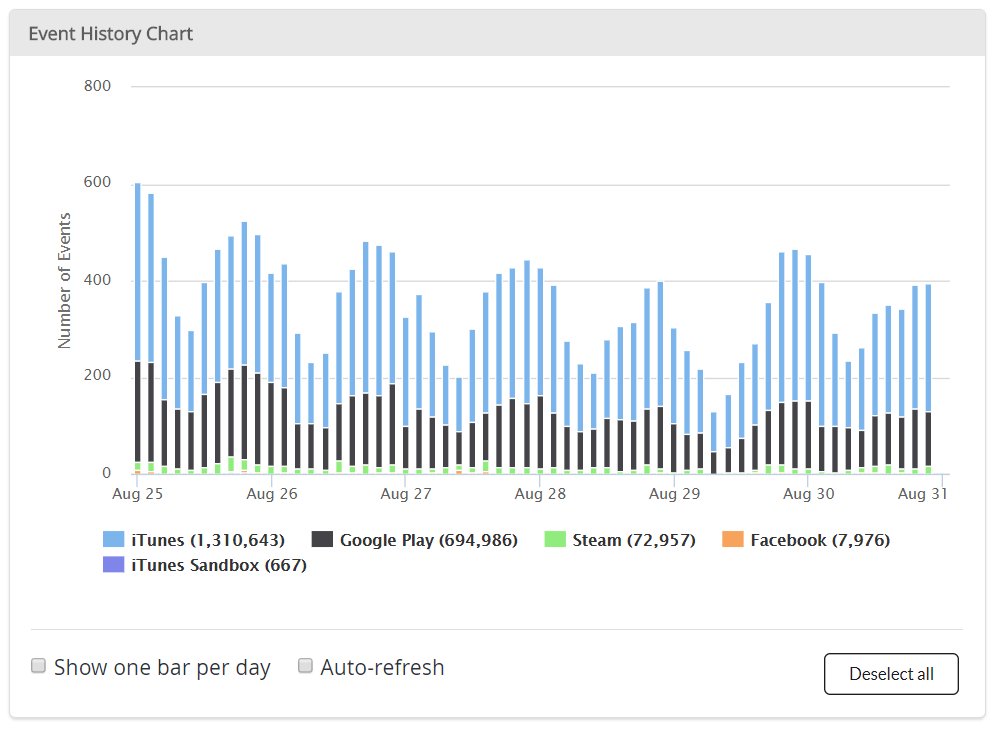 Event History Chart
800
600
400
200
0
Number of Events
Aug 25 Aug 26 Aug 27 Aug 28 Aug 29 Aug 30 Aug 31
iTunes (1,310,643) Google Play (694,986) Steam (72,957) Facebook (7,976)
iTunes Sandbox (667)
Show one bar per day Auto-refresh Deselect all